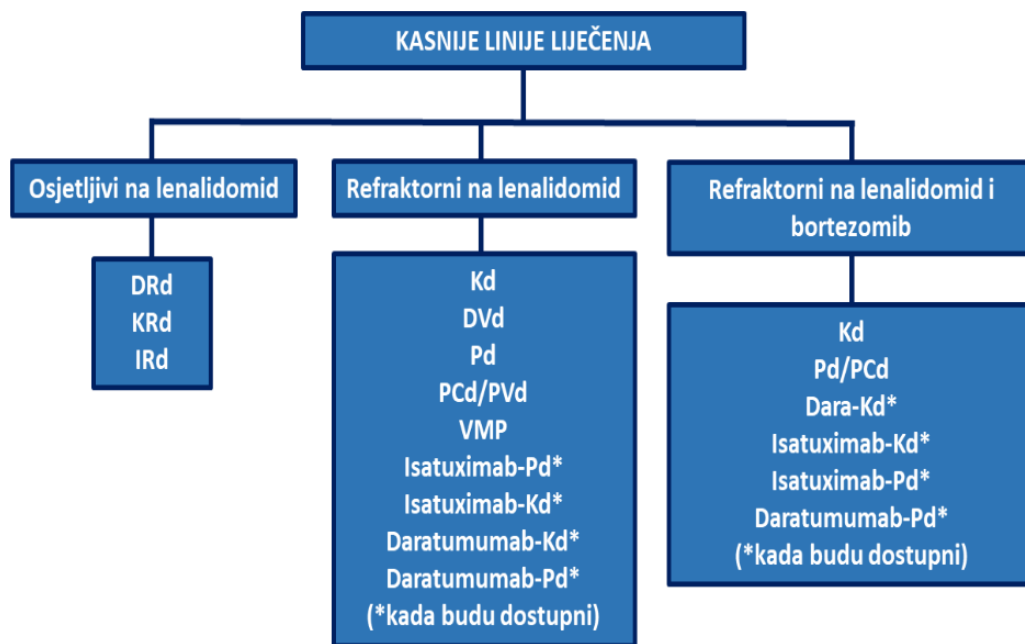 KASNIJE LINIJE LIJEČENJA
Osjetljivi na lenalidomid
DRd
KRd
IRd
Refraktorni na lenalidomid
Kd
DVd
Pd
PCd/PVd
VMP
Isatuximab-Pd*
Isatuximab-Kd*
Daratumumab-Kd*
Daratumumab-Pd*
(*kada budu dostupni)
Refraktorni na lenalidomid i
bortezomib
Kd
Pd/PCd
Dara-Kd*
Isatuximab-Kd*
Isatuximab-Pd*
Daratumumab-Pd*
(*kada budu dostupni)